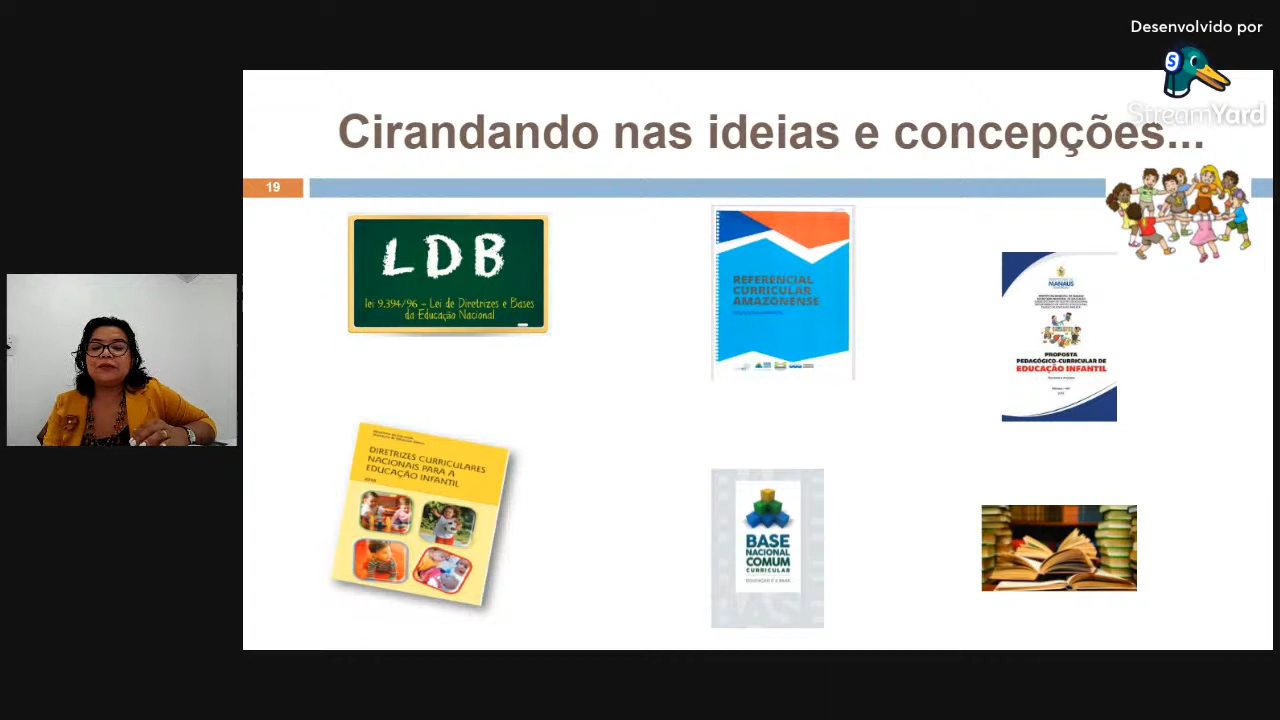 Desenvolvido por
StreamYard
Cirandando nas ideias e concepções...
19
LDB
lei 9.394/96 – Lei de Diretrizes e Bases
da Educação Nacional
REFERENCIAL
CURRICULAR
AMAZONENSE
MANAUS
PROPOSTA
PEDAGÓGICO-CURRICULAR DE
EDUCAÇÃO INFANTIL
DIRETRIZES CURRICULARES
NACIONAIS PARA A
EDUCAÇÃO INFANTIL
BASE
NACIONAL
COMUM
CURRICULAR
EDUCAÇÃO É A BASE